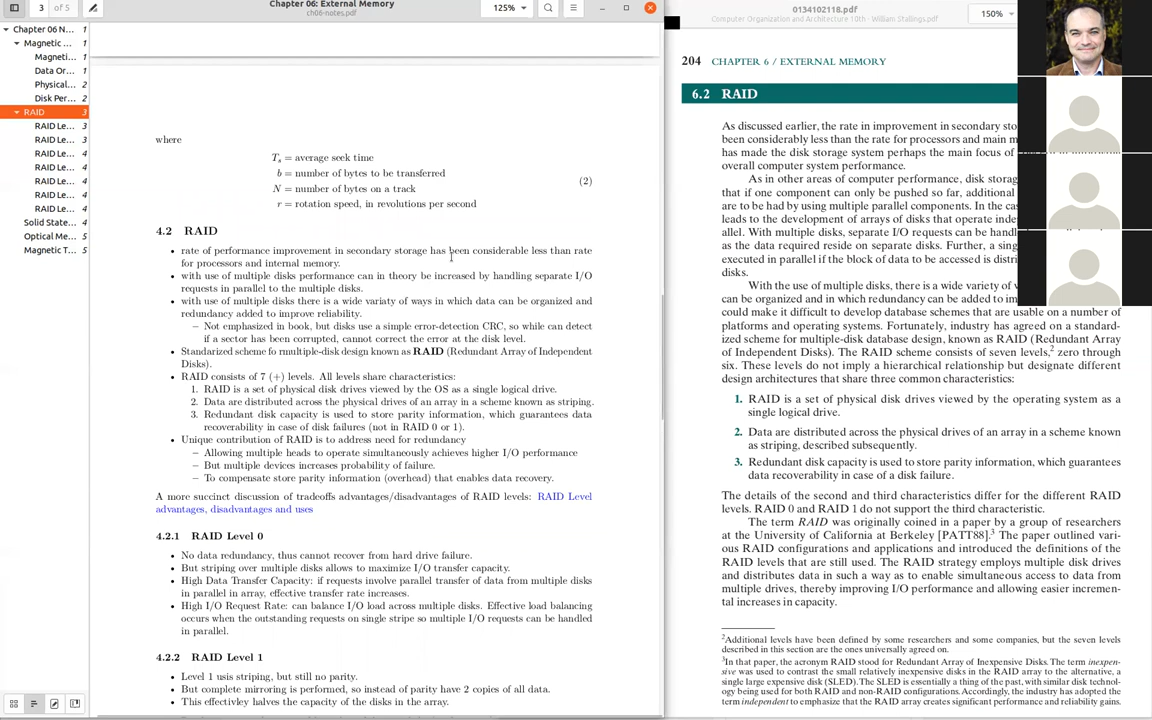 3 of 5
Chapter 06: External Memory
ch06-notes.pdf
125%
0134102118.pdf
Computer Organization and Architecture 10th - William Stallings.pdf
150%
Chapter 06 N... 1
Magnetic ... 1
Magneti... 1
Data Or... 1
Physical... 2
Disk Per... 2
RAID 3
RAID Le... 3
RAID Le... 3
RAID Le... 4
RAID Le... 4
RAID Le... 4
RAID Le... 4
RAID Le... 4
Solid State... 4
Optical Me... 5
Magnetic T... 5
where
Ts = average seek time
b = number of bytes to be transferred
N = number of bytes on a track
r = rotation speed, in revolutions per second
(2)
4.2 RAID
• rate of performance improvement in secondary storage has been considerable less than rate
for processors and internal memory.
• with use of multiple disks performance can in theory be increased by handling separate I/O
requests in parallel to the multiple disks.
• with use of multiple disks there is a wide variaty of ways in which data can be organized and
redundancy added to improve reliability.
– Not emphasized in book, but disks use a simple error-detection CRC, so while can detect
if a sector has been corrupted, cannot correct the error at the disk level.
• Standarized scheme fo multiple-disk design known as RAID (Redundant Array of Independent
Disks).
• RAID consists of 7 (+) levels. All levels share characteristics:
1. RAID is a set of physical disk drives viewed by the OS as a single logical drive.
2. Data are distributed across the physical drives of an array in a scheme known as striping.
3. Redundant disk capacity is used to store parity information, which guarantees data
recoverability in case of disk failures (not in RAID 0 or 1).
• Unique contribution of RAID is to address need for redundancy
– Allowing multiple heads to operate simultaneously achieves higher I/O performance
– But multiple devices increases probability of failure.
– To compensate store parity information (overhead) that enables data recovery.
A more succinct discussion of tradeoffs advantages/disadvantages of RAID levels: RAID Level
advantages, disadvantages and uses
4.2.1 RAID Level 0
• No data redundancy, thus cannot recover from hard drive failure.
• But striping over multiple disks allows to maximize I/O transfer capacity.
• High Data Transfer Capacity: if requests involve parallel transfer of data from multiple disks
in parallel in array, effective transfer rate increases.
• High I/O Request Rate: can balance I/O load across multiple disks. Effective load balancing
occurs when the outstanding requests on single stripe so multiple I/O requests can be handled
in parallel.
4.2.2 RAID Level 1
• Level 1 usis striping, but still no parity.
• But complete mirroring is performed, so instead of parity have 2 copies of all data.
• This effectivley halves the capacity of the disks in the array.
204 CHAPTER 6 / EXTERNAL MEMORY
6.2 RAID
As discussed earlier, the rate in improvement in secondary sto
been considerably less than the rate for processors and main m
has made the disk storage system perhaps the main focus of
overall computer system performance.
As in other areas of computer performance, disk storag
that if one component can only be pushed so far, additional
are to be had by using multiple parallel components. In the cas
leads to the development of arrays of disks that operate inde
allel. With multiple disks, separate I/O requests can be handl
as the data required reside on separate disks. Further, a sing
executed in parallel if the block of data to be accessed is distri
disks.
With the use of multiple disks, there is a wide variety of v
can be organized and in which redundancy can be added to im
could make it difficult to develop database schemes that are usable on a number of
platforms and operating systems. Fortunately, industry has agreed on a standard-
ized scheme for multiple-disk database design, known as RAID (Redundant Array
of Independent Disks). The RAID scheme consists of seven levels,2 zero through
six. These levels do not imply a hierarchical relationship but designate different
design architectures that share three common characteristics:
1. RAID is a set of physical disk drives viewed by the operating system as a
single logical drive.
2. Data are distributed across the physical drives of an array in a scheme known
as striping, described subsequently.
3. Redundant disk capacity is used to store parity information, which guarantees
data recoverability in case of a disk failure.
The details of the second and third characteristics differ for the different RAID
levels. RAID 0 and RAID 1 do not support the third characteristic.
The term RAID was originally coined in a paper by a group of researchers
at the University of California at Berkeley [PATT88].3 The paper outlined vari-
ous RAID configurations and applications and introduced the definitions of the
RAID levels that are still used. The RAID strategy employs multiple disk drives
and distributes data in such a way as to enable simultaneous access to data from
multiple drives, thereby improving I/O performance and allowing easier incremen-
tal increases in capacity.
2Additional levels have been defined by some researchers and some companies, but the seven levels
described in this section are the ones universally agreed on.
3In that paper, the acronym RAID stood for Redundant Array of Inexpensive Disks. The term inexpen-
sive was used to contrast the small relatively inexpensive disks in the RAID array to the alternative, a
single large expensive disk (SLED). The SLED is essentially a thing of the past, with similar disk technol-
ogy being used for both RAID and non-RAID configurations. Accordingly, the industry has adopted the
term independent to emphasize that the RAID array creates significant performance and reliability gains.